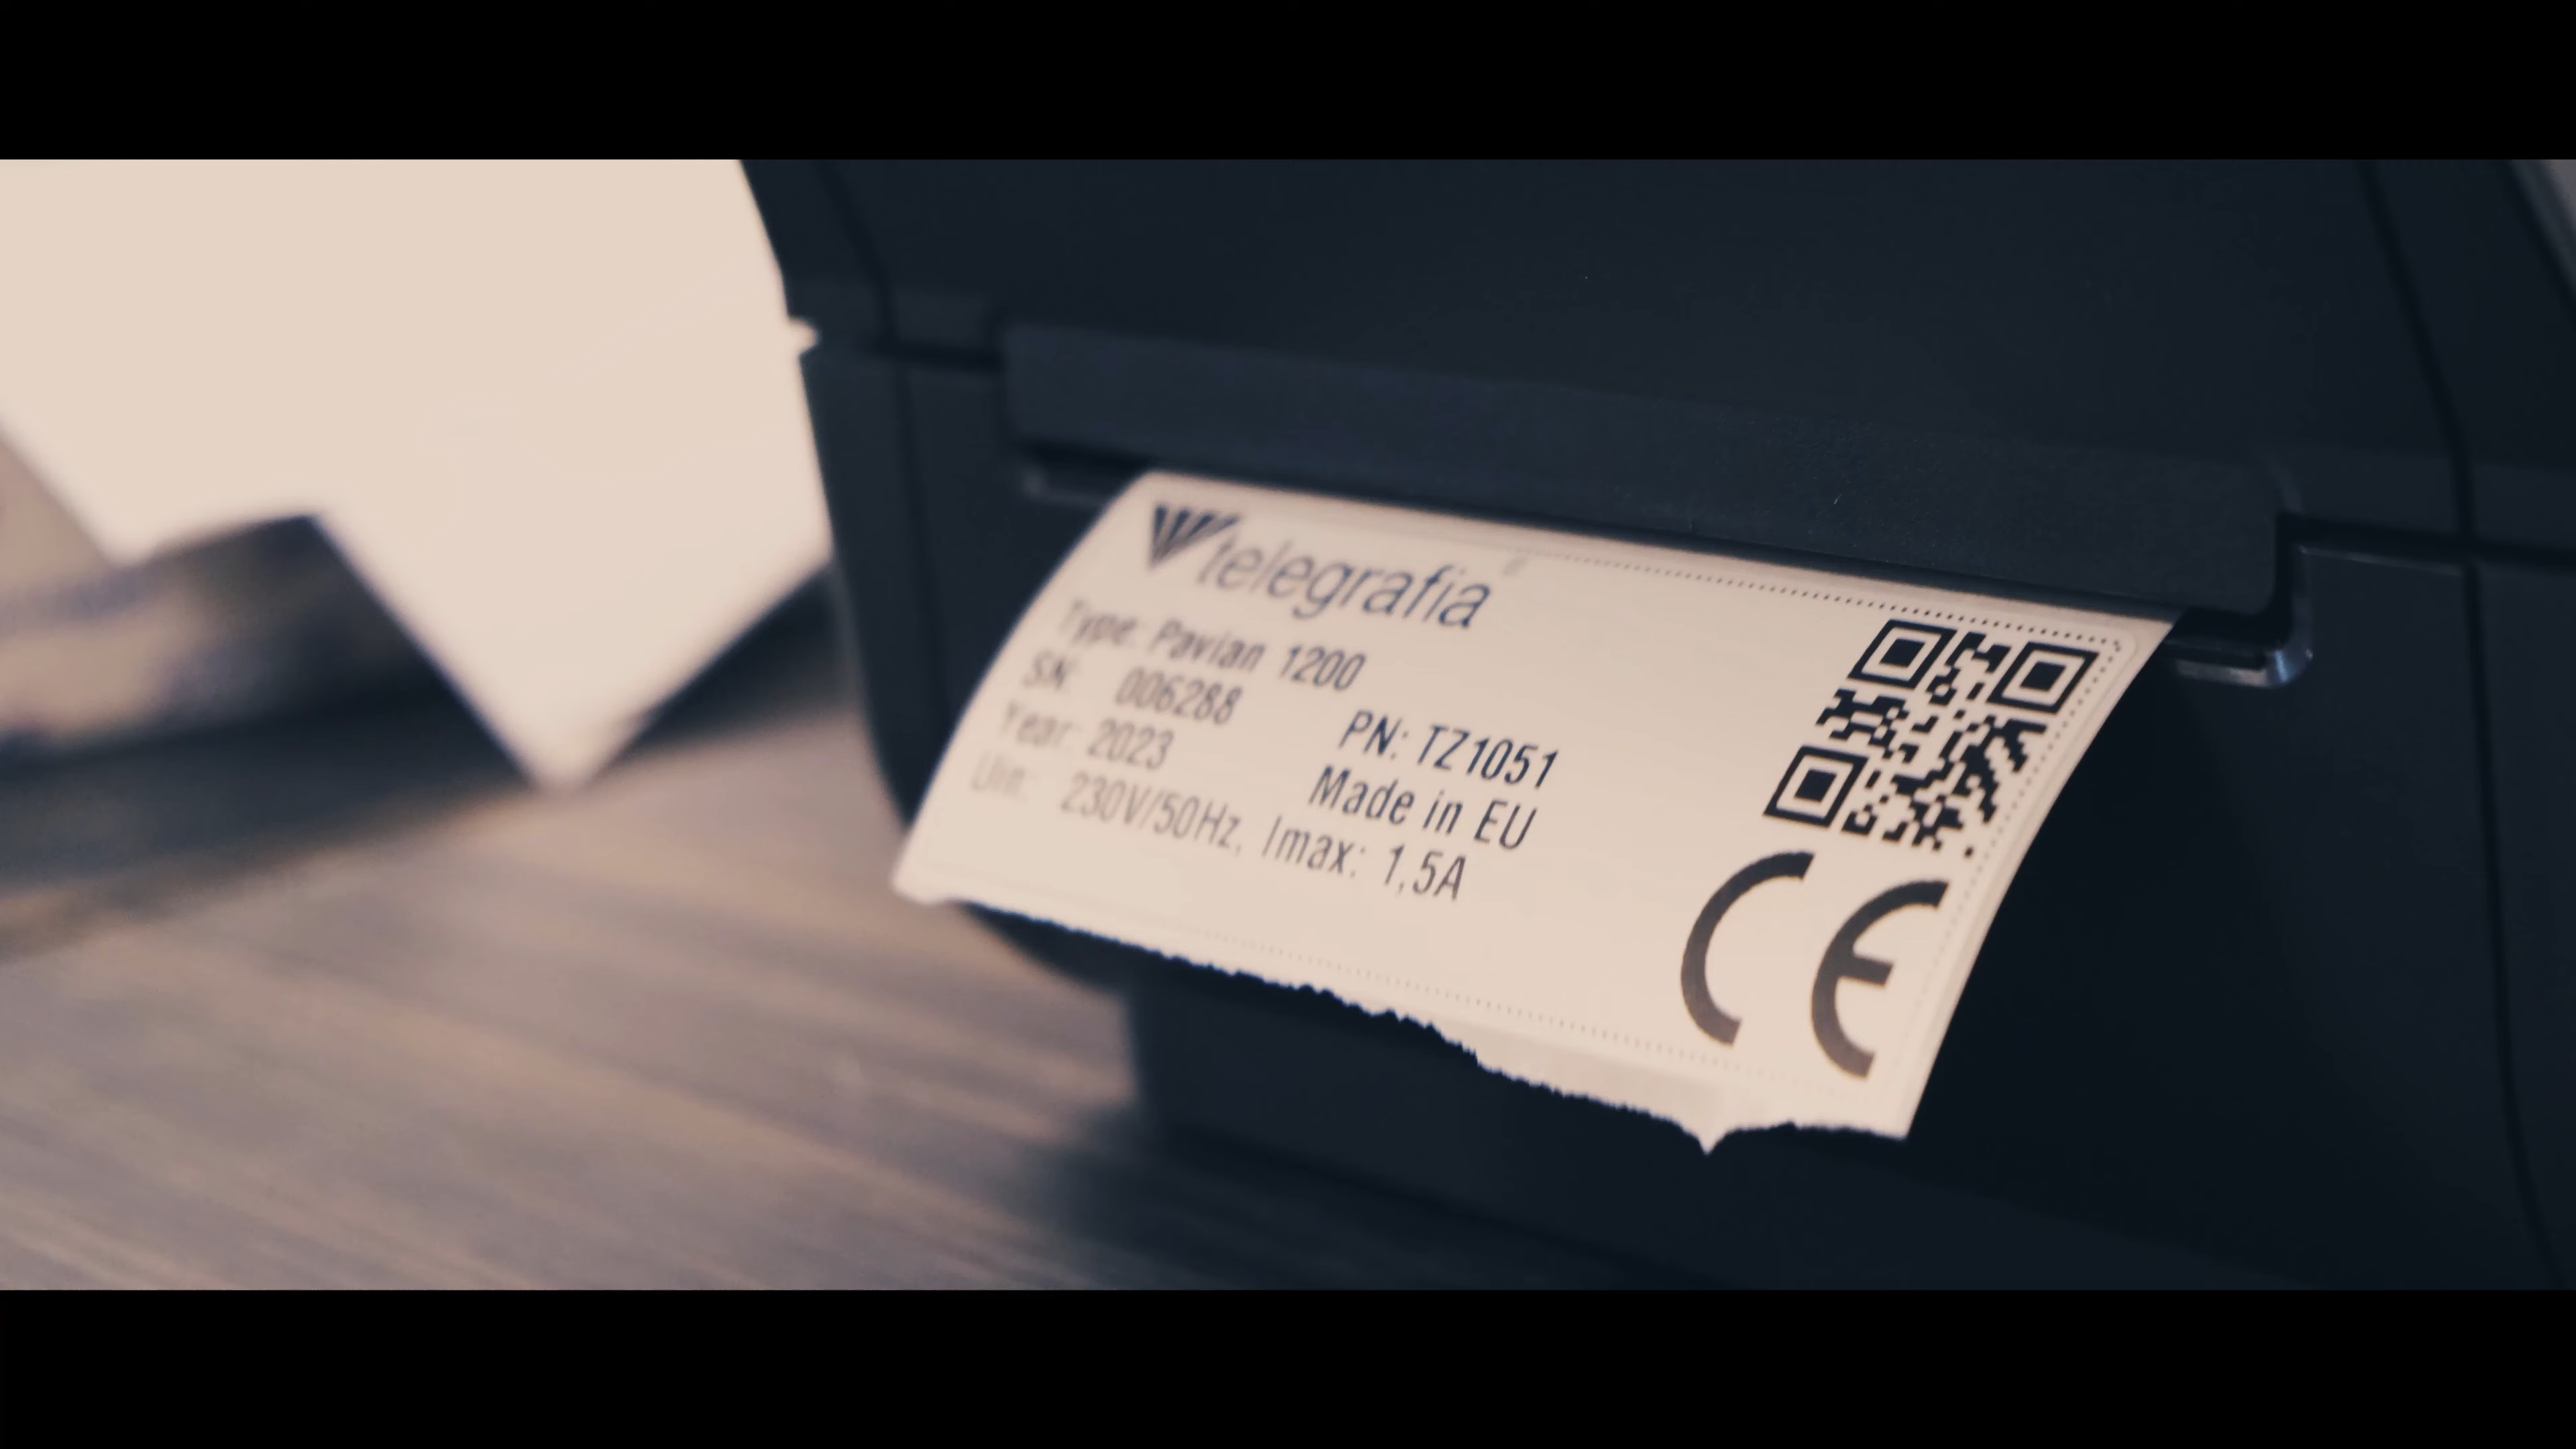 telegrafia
Type: Pavian 1200
SN: 006288
PN: TZ1051
Year: 2023
Made in EU
Uin: 230V/50Hz, Imax: 1,5A
CE